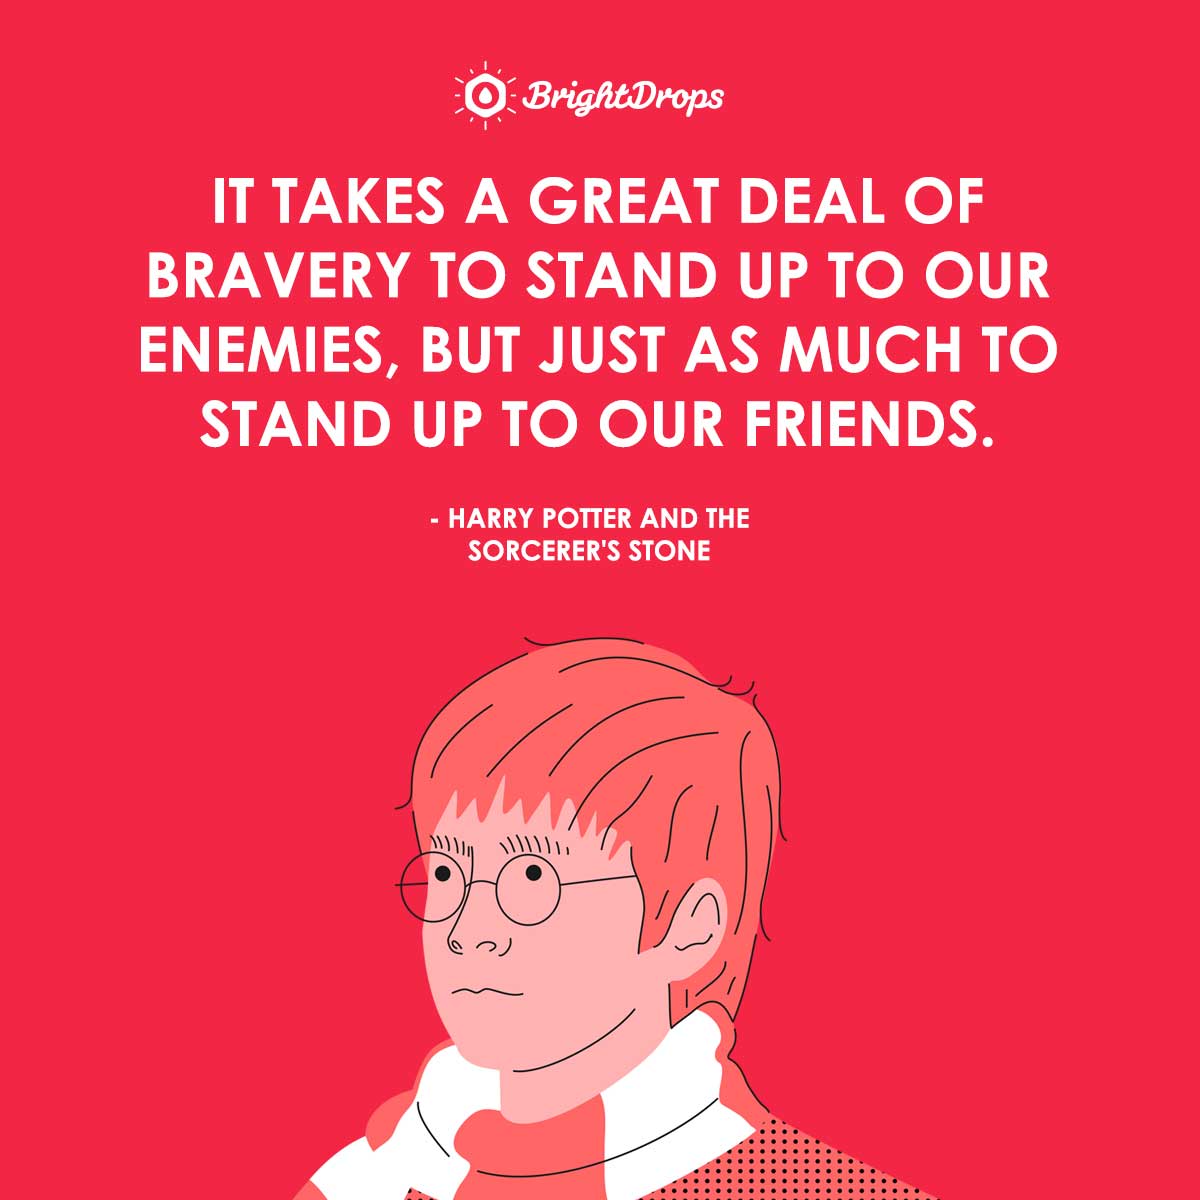 BrightDrops
IT TAKES A GREAT DEAL OF
BRAVERY TO STAND UP TO OUR
ENEMIES, BUT JUST AS MUCH TO
STAND UP TO OUR FRIENDS.
- HARRY POTTER AND THE
SORCERER'S STONE